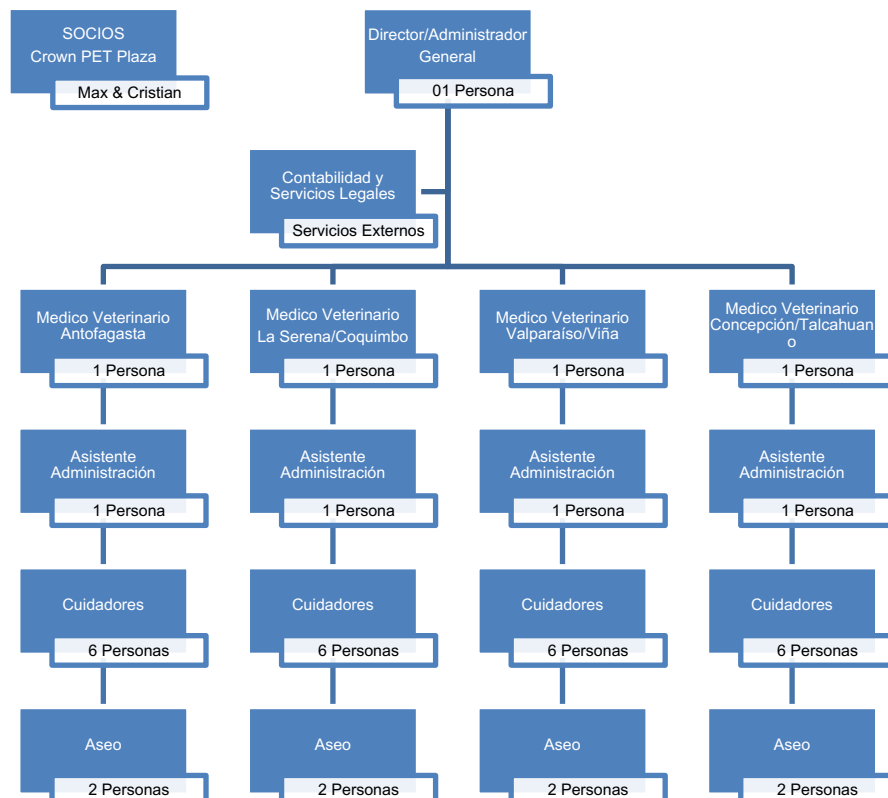 SOCIOS
Crown PET Plaza
Max & Cristian
Director/Administrador
General
01 Persona
Contabilidad y
Servicios Legales
Servicios Externos
Medico Veterinario
Antofagasta
1 Persona
Medico Veterinario
La Serena/Coquimbo
1 Persona
Medico Veterinario
Valparaíso/Viña
1 Persona
Medico Veterinario
Concepción/Talcahuan
o
1 Persona
Asistente
Administración
1 Persona
Asistente
Administración
1 Persona
Asistente
Administración
1 Persona
Asistente
Administración
1 Persona
Cuidadores
6 Personas
Cuidadores
6 Personas
Cuidadores
6 Personas
Cuidadores
6 Personas
Aseo
2 Personas
Aseo
2 Personas
Aseo
2 Personas
Aseo
2 Personas